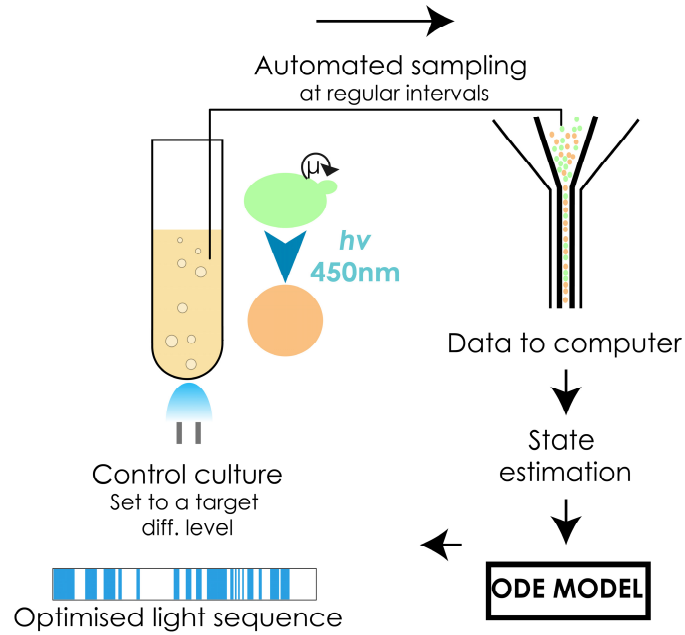 Automated sampling
at regular intervals
μ
hv
450nm
Data to computer
State
estimation
ODE MODEL
Control culture
Set to a target
diff. level
Optimised light sequence